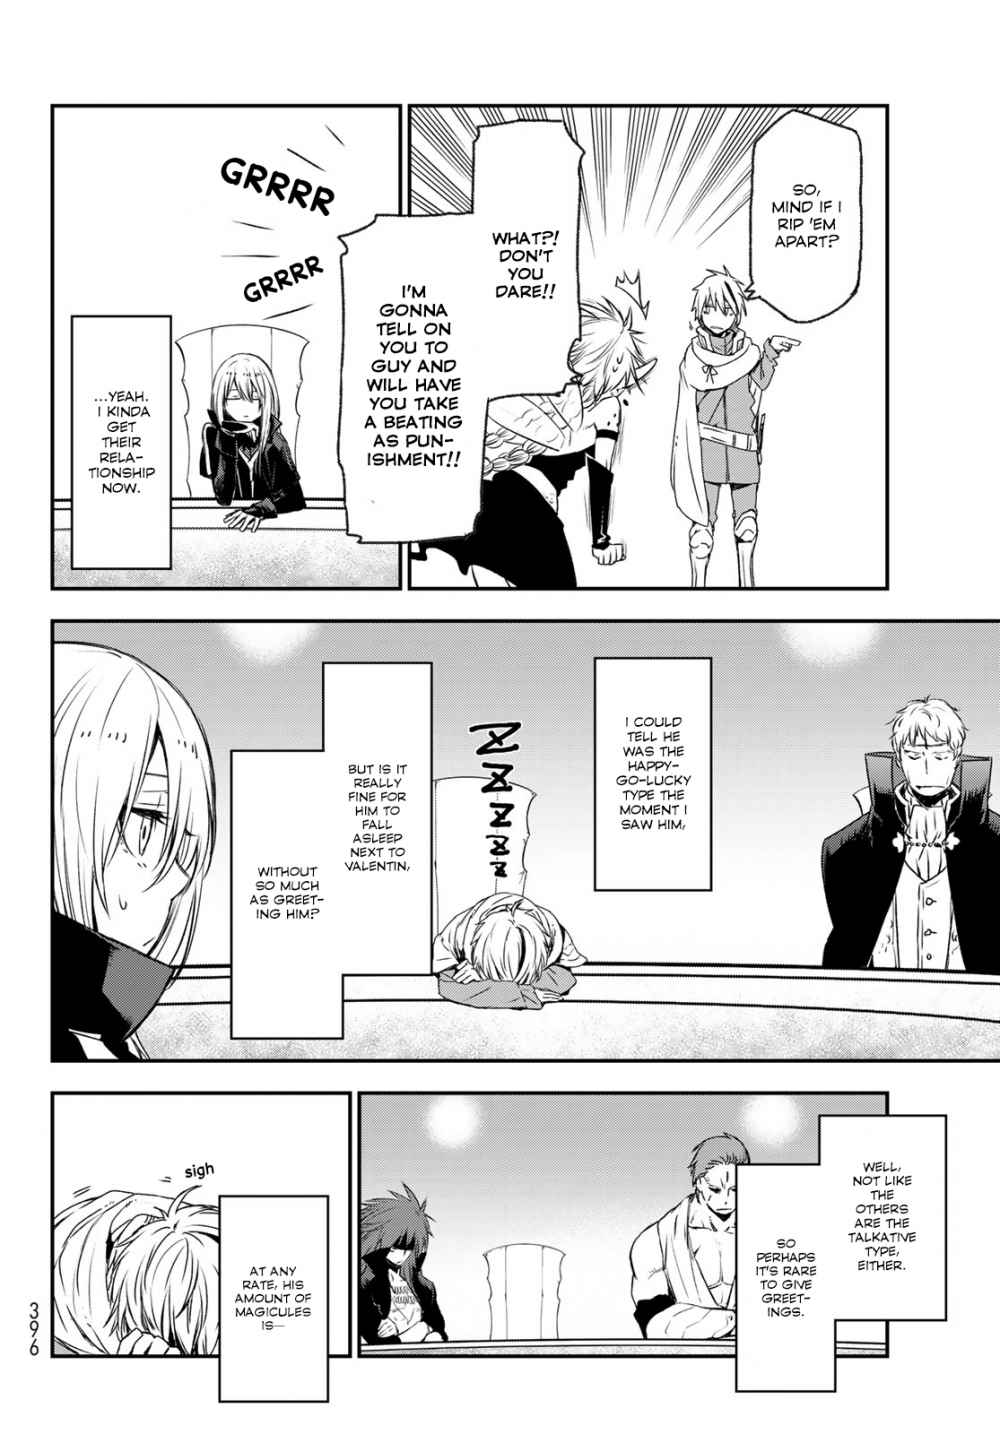 SO,
MIND IF I
RIP 'EM
APART?
WHAT?!
DON'T
YOU
DARE!!
I'M
GONNA
TELL ON
YOU TO
GUY AND
WILL HAVE
YOU TAKE
A BEATING
AS PUN-
ISHMENT!!
GRRRR
GRRRR
...YEAH.
I KINDA
GET
THEIR
RELA-
TIONSHIP
NOW.
I COULD
TELL HE
WAS THE
HAPPY-
GO-LUCKY
TYPE THE
MOMENT I
SAW HIM,
ZZZZZZ
BUT IS IT
REALLY
FINE FOR
HIM TO
FALL
ASLEEP
NEXT TO
VALENTIN,
WITHOUT
SO MUCH
AS GREET-
ING HIM?
WELL,
NOT LIKE
THE
OTHERS
ARE THE
TALKATIVE
TYPE,
EITHER.
SO
PERHAPS
IT'S RARE
TO GIVE
GREET-
INGS.
sigh
AT ANY
RATE, HIS
AMOUNT OF
MAGICULES
IS—
396